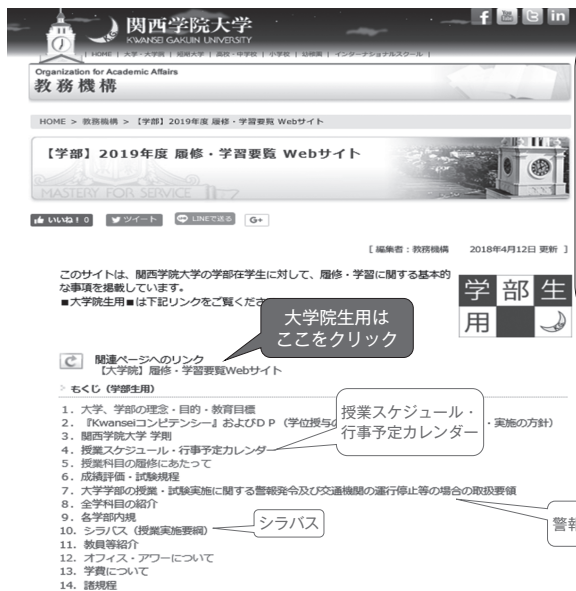 関西学院大学
KWANSEI GAKUIN UNIVERSITY
| HOME | 大学・大学院 | 短期大学 | 高校・中学校 | 小学校 | 幼稚園 | インターナショナルスクール |
Organization for Academic Affairs
教務機構
HOME > 教務機構 > 【学部】2019年度 履修・学習要覧 Webサイト
【学部】2019年度 履修・学習要覧 Webサイト
MASTERY FOR SERVICE
いいね! 0 ツイート LINEで送る G+
[ 編集者:教務機構 2018年4月12日 更新 ]
このサイトは、関西学院大学の学部在学生に対して、履修・学習に関する基本的
な事項を掲載しています。
■大学院生用■は下記リンクをご覧くださ
学部生
用
大学院生用は
ここをクリック
関連ページへのリンク
【大学院】履修・学習要覧Webサイト
> もくじ(学部生用)
1. 大学、学部の理念・目的・教育目標
2. 『Kwanseiコンピテンシー』およびDP(学位授与の ・実施の方針)
授業スケジュール・
行事予定カレンダー
3. 関西学院大学 学則
4. 授業スケジュール・行事予定カレンダー
5. 授業科目の履修にあたって
6. 成績評価・試験規程
7. 大学学部の授業・試験実施に関する警報発令及び交通機関の運行停止等の場合の取扱要領
8. 全学科目の紹介
9. 各学部内規
10. シラバス(授業実施要綱)
シラバス
警報
11. 教員等紹介
12. オフィス・アワーについて
13. 学費について
14. 諸規程